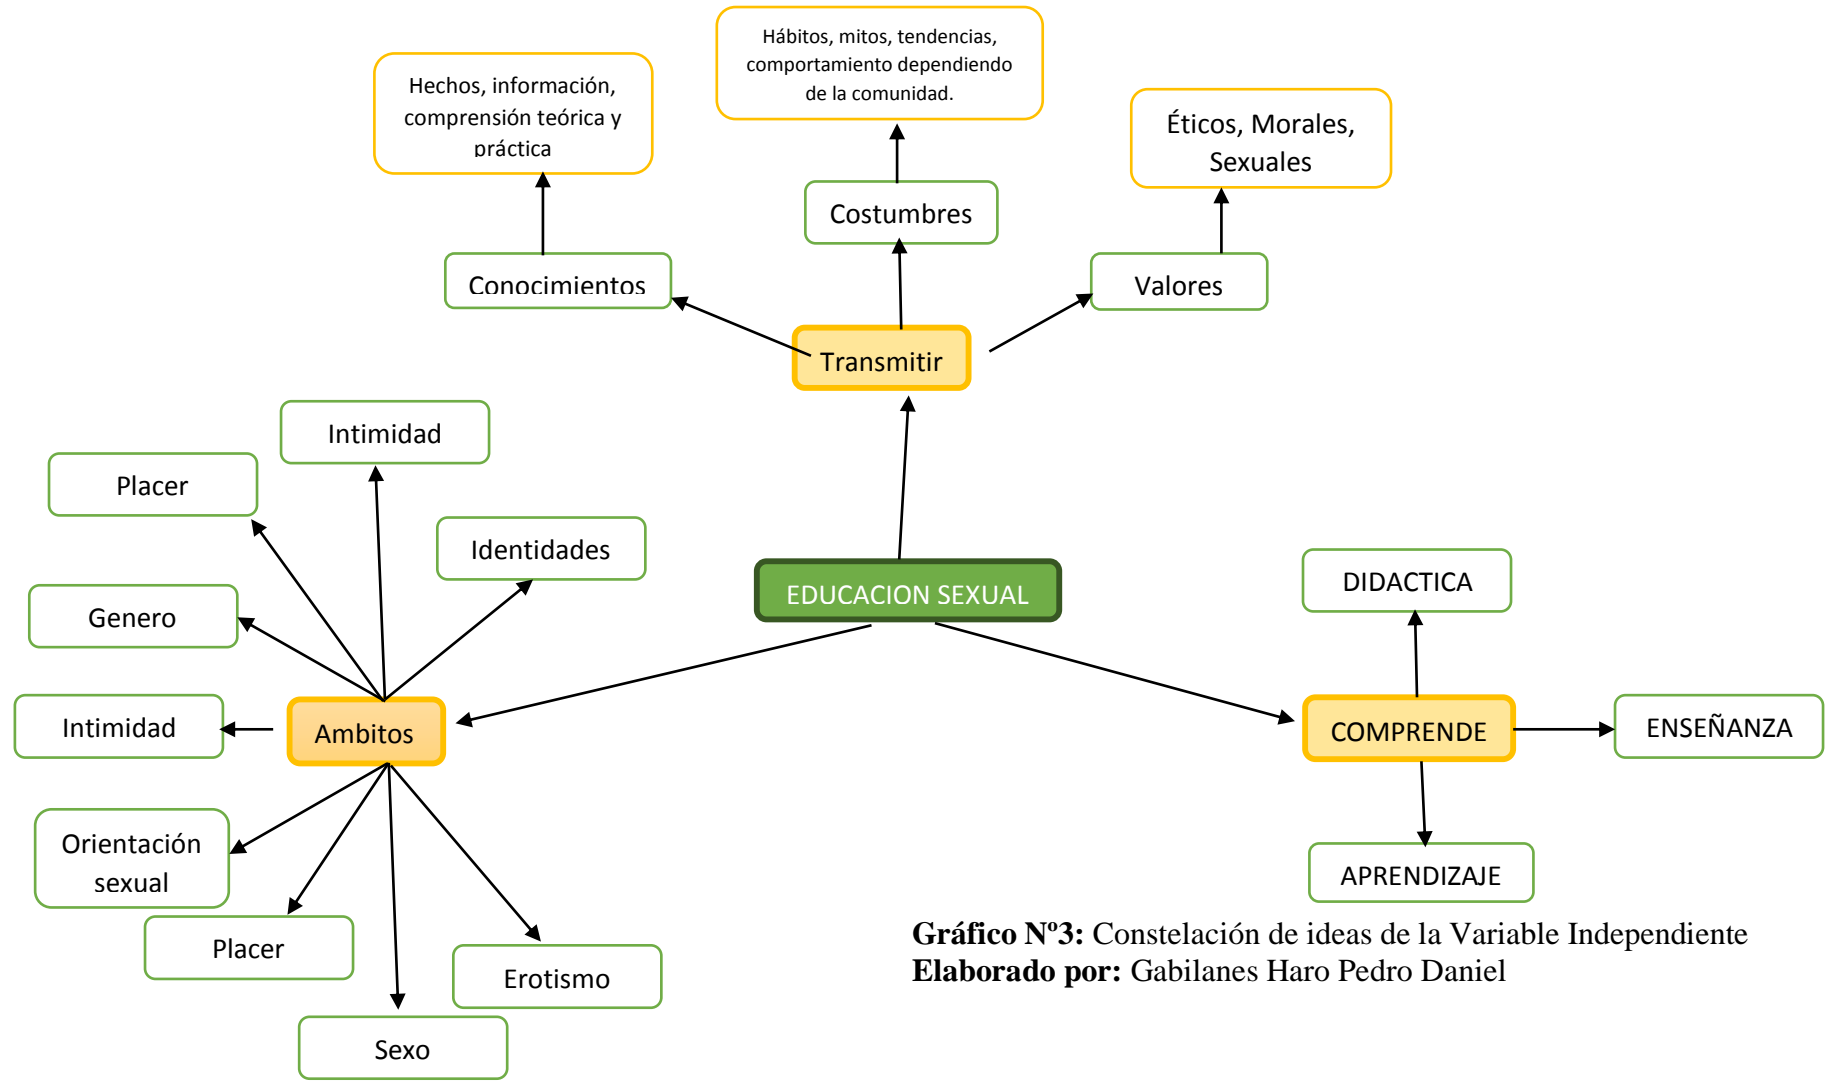 Hábitos, mitos, tendencias,
comportamiento dependiendo
de la comunidad.
Hechos, información,
comprensión teórica y
práctica
Éticos, Morales,
Sexuales
Costumbres
Conocimientos
Valores
Transmitir
Intimidad
Placer
Identidades
Genero
EDUCACION SEXUAL
DIDACTICA
Intimidad
Ambitos
COMPRENDE
ENSEÑANZA
Orientación
sexual
APRENDIZAJE
Placer
Erotismo
Sexo
Gráfico Nº3: Constelación de ideas de la Variable Independiente
Elaborado por: Gabilanes Haro Pedro Daniel